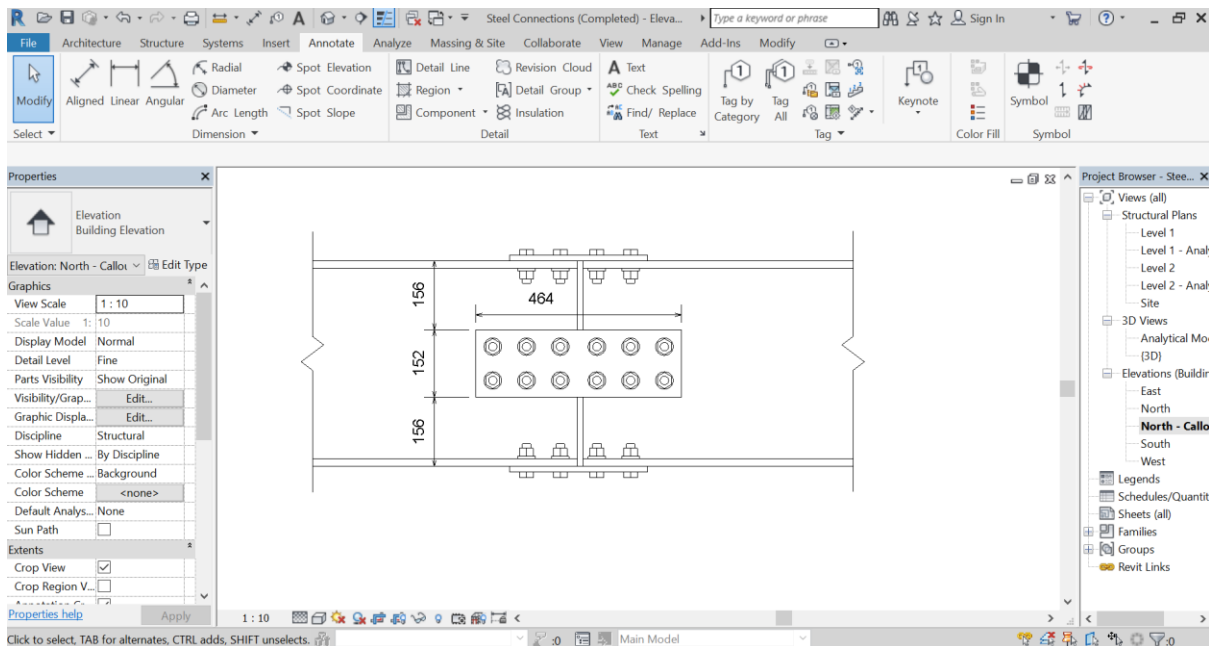 R A Steel Connections (Completed) - Eleva... Type a keyword or phrase Sign In ?
File Architecture Structure Systems Insert Annotate Analyze Massing & Site Collaborate View Manage Add-Ins Modify
Radial Spot Elevation Detail Line Revision Cloud A Text
Diameter Spot Coordinate Region Detail Group ABC Check Spelling
Modify Aligned Linear Angular Arc Length Spot Slope Component Insulation Find/ Replace Tag by Category Tag All Keynote Symbol
Select Dimension Detail Text Tag Color Fill Symbol
Properties
Elevation
Building Elevation
Elevation: North - Callou Edit Type
Graphics
View Scale 1 : 10
Scale Value 1: 10
Display Model Normal
Detail Level Fine
Parts Visibility Show Original
Visibility/Grap... Edit...
Graphic Displa... Edit...
Discipline Structural
Show Hidden ... By Discipline
Color Scheme ... Background
Color Scheme <none>
Default Analys... None
Sun Path
Extents
Crop View
Crop Region V...
Properties help Apply
156
464
152
156
1 : 10
Project Browser - Stee...
Views (all)
Structural Plans
Level 1
Level 1 - Analy
Level 2
Level 2 - Analy
Site
3D Views
Analytical Mod
{3D}
Elevations (Buildin
East
North
North - Callo
South
West
Legends
Schedules/Quantit
Sheets (all)
Families
Groups
Revit Links
Click to select, TAB for alternates, CTRL adds, SHIFT unselects. :0 Main Model :0